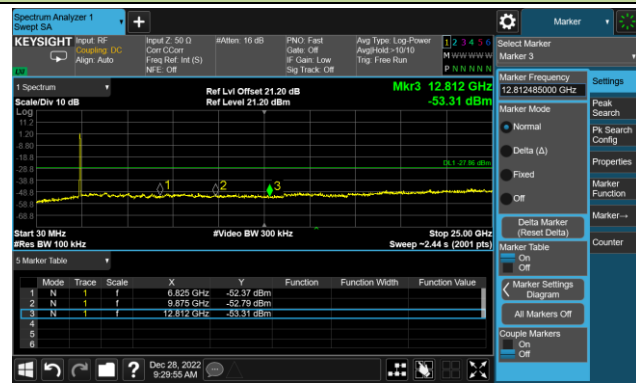 Spectrum Analyzer 1
Swept SA
+
Marker
KEYSIGHT
Input: RF
Coupling: DC
Align: Auto
Input Z: 50 Ω
Corr CCorr
Freq Ref: Int (S)
NFE: Off
#Atten: 16 dB
PNO: Fast
Gate: Off
IF Gain: Low
Sig Track: Off
Avg Type: Log-Power
Avg|Hold:>10/10
Trig: Free Run
1 2 3 4 5 6
M W W W W W
P N N N N N
LW
Select Marker
Marker 3
1 Spectrum
Scale/Div 10 dB
Log
Ref Lvl Offset 21.20 dB
Ref Level 21.20 dBm
Mkr3 12.812 GHz
-53.31 dBm
11.2
1.20
-8.80
-18.8
-28.8
-38.8
-48.8
-58.8
-68.8
DL1 -27.86 dBm
1
2
3
Start 30 MHz
#Res BW 100 kHz
#Video BW 300 kHz
Stop 25.00 GHz
Sweep ~2.44 s (2001 pts)
5 Marker Table
Mode Trace Scale X Y Function Function Width Function Value
1 N 1 f 6.825 GHz -52.37 dBm
2 N 1 f 9.875 GHz -52.79 dBm
3 N 1 f 12.812 GHz -53.31 dBm
4
5
6
Marker Frequency
12.812485000 GHz
Marker Mode
Normal
Delta (Δ)
Fixed
Off
Delta Marker
(Reset Delta)
Marker Table
On
Off
Marker Settings
Diagram
All Markers Off
Couple Markers
On
Off
Settings
Peak
Search
Pk Search
Config
Properties
Marker
Function
Marker→
Counter
?
Dec 28, 2022
9:29:55 AM